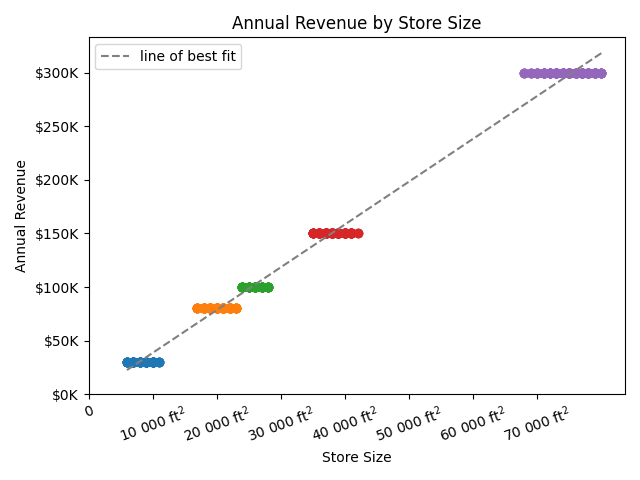 Annual Revenue by Store Size
line of best fit
$300K
$250K
$200K
$150K
$100K
$50K
$0K
Annual Revenue
0
10 000 ft²
20 000 ft²
30 000 ft²
40 000 ft²
50 000 ft²
60 000 ft²
70 000 ft²
Store Size